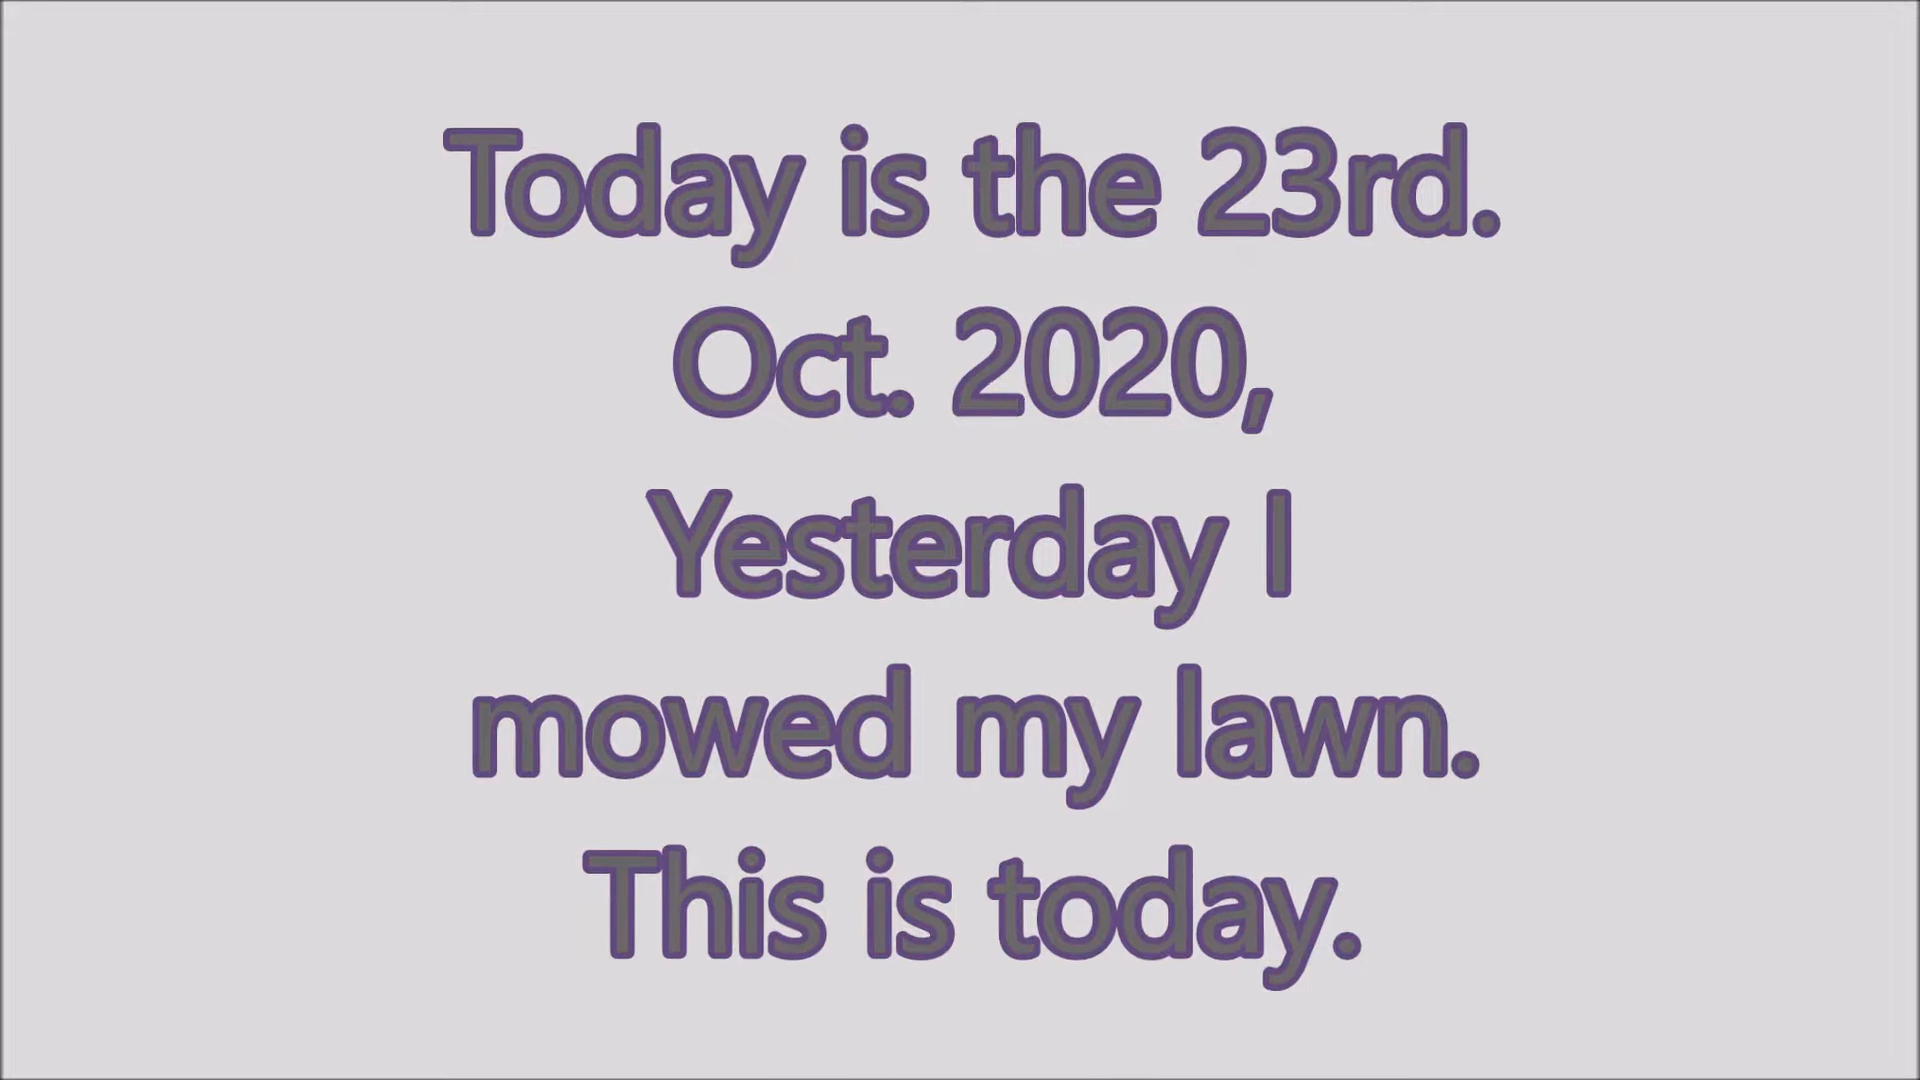 Today is the 23rd.
Oct. 2020,
Yesterday I
mowed my lawn.
This is today.